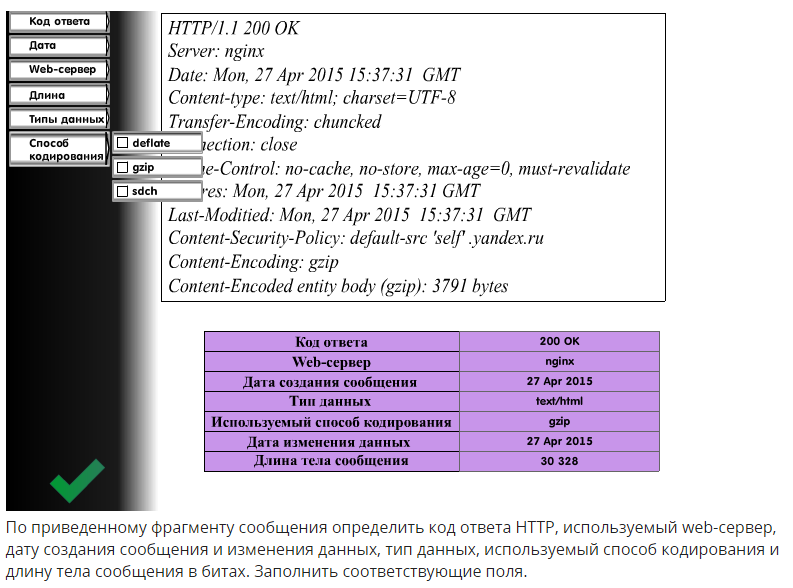 Код ответа
Дата
Web-сервер
Длина
Типы данных
Способ
кодирования
deflate
gzip
sdch
HTTP/1.1 200 OK
Server: nginx
Date: Mon, 27 Apr 2015 15:37:31 GMT
Content-type: text/html; charset=UTF-8
Transfer-Encoding: chuncked
nection: close
e-Control: no-cache, no-store, max-age=0, must-revalidate
res: Mon, 27 Apr 2015 15:37:31 GMT
Last-Moditied: Mon, 27 Apr 2015 15:37:31 GMT
Content-Security-Policy: default-src 'self' .yandex.ru
Content-Encoding: gzip
Content-Encoded entity body (gzip): 3791 bytes
Код ответа 200 OK
Web-сервер nginx
Дата создания сообщения 27 Apr 2015
Тип данных text/html
Используемый способ кодирования gzip
Дата изменения данных 27 Apr 2015
Длина тела сообщения 30 328
По приведенному фрагменту сообщения определить код ответа HTTP, используемый web-сервер,
дату создания сообщения и изменения данных, тип данных, используемый способ кодирования и
длину тела сообщения в битах. Заполнить соответствующие поля.